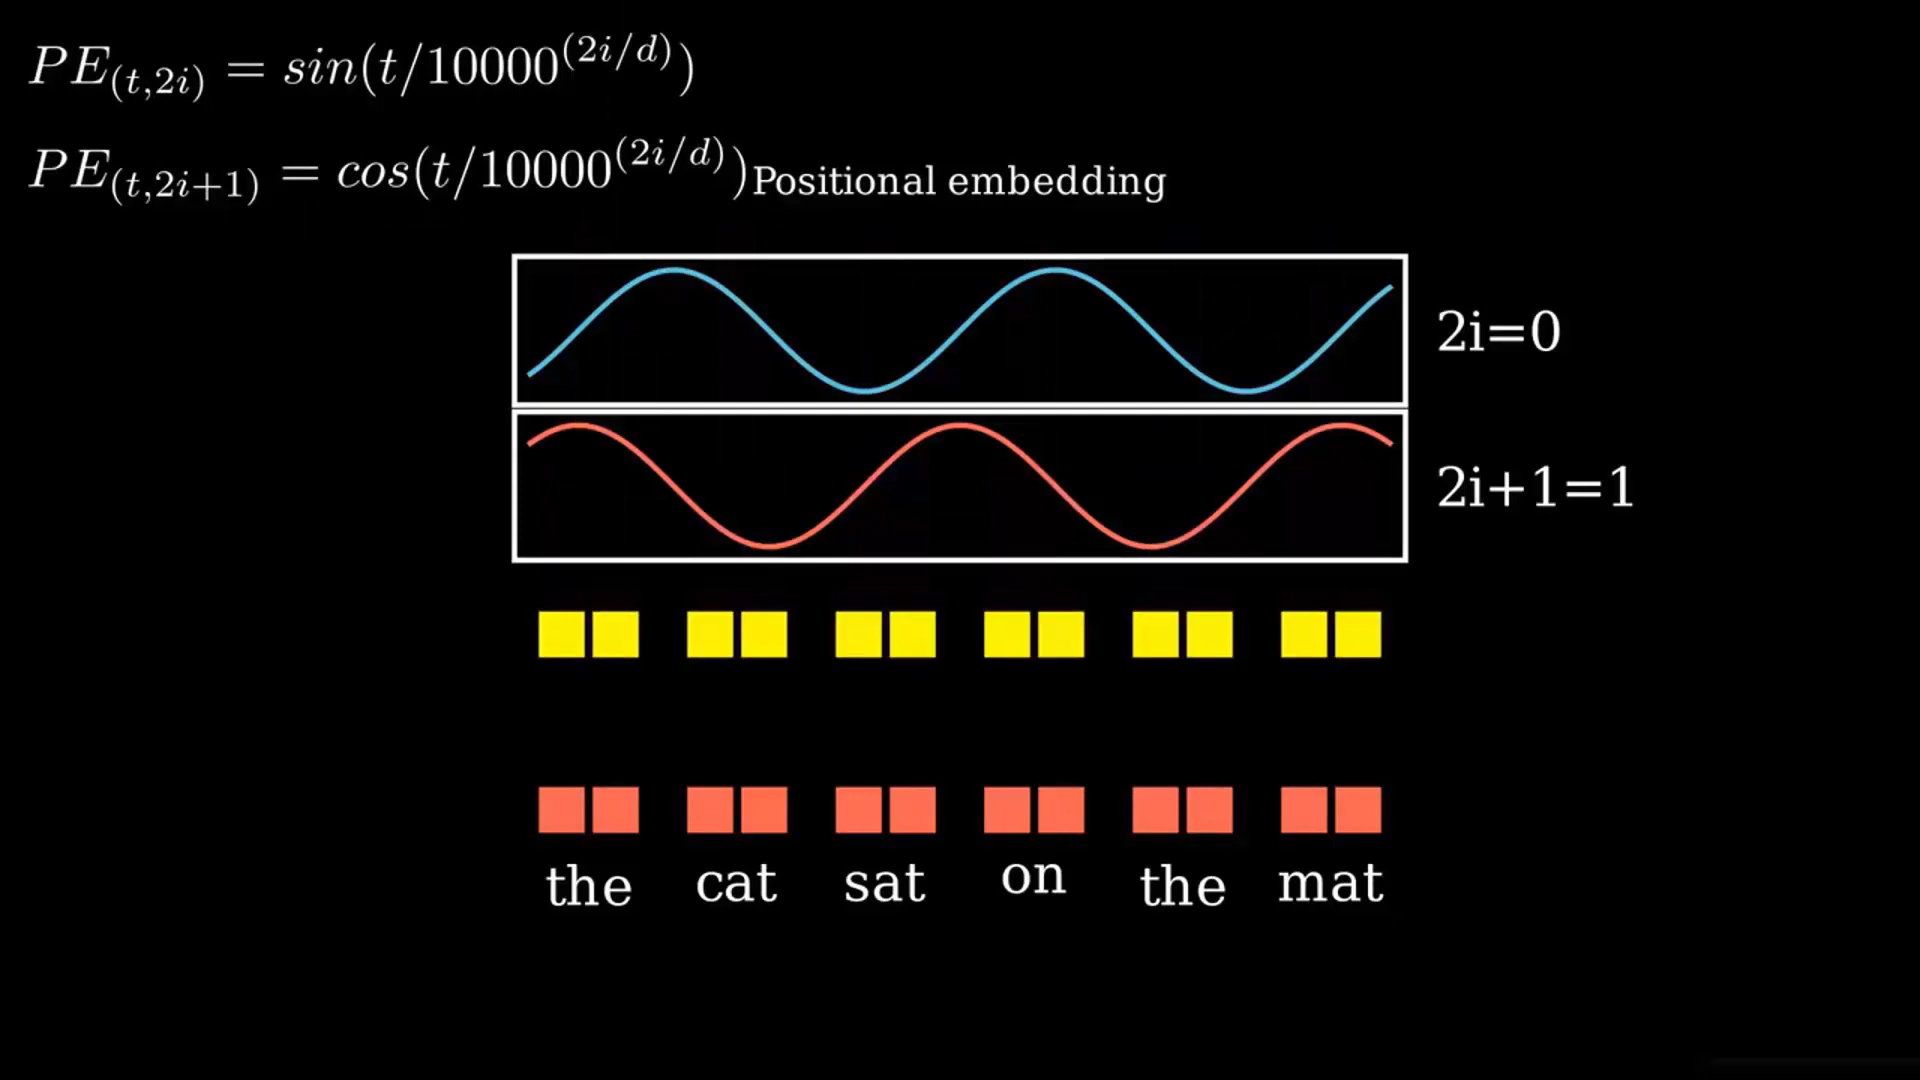 PE(t,2i) = sin(t/10000^(2i/d))
PE(t,2i+1) = cos(t/10000^(2i/d))
Positional embedding
2i=0
2i+1=1
the cat sat on the mat